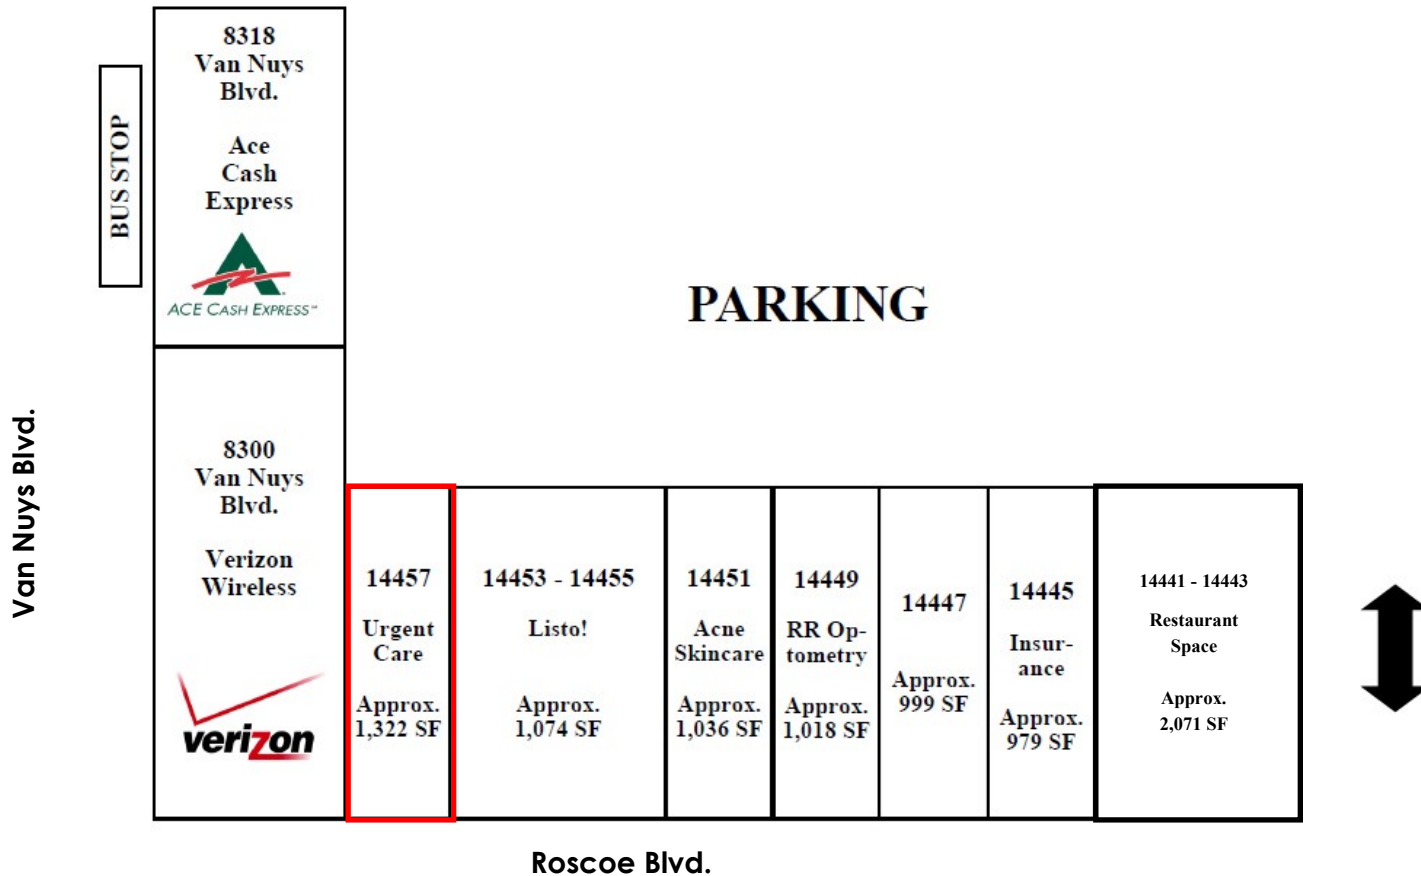 8318
Van Nuys
Blvd.
Ace
Cash
Express
ACE CASH EXPRESS℠
BUS STOP
PARKING
Van Nuys Blvd.
8300
Van Nuys
Blvd.
Verizon
Wireless
verizon
14457
Urgent
Care
Approx.
1,322 SF
14453 - 14455
Listo!
Approx.
1,074 SF
14451
Acne
Skincare
Approx.
1,036 SF
14449
RR Op-
tometry
Approx.
1,018 SF
14447
Approx.
999 SF
14445
Insur-
ance
Approx.
979 SF
14441 - 14443
Restaurant
Space
Approx.
2,071 SF
Roscoe Blvd.